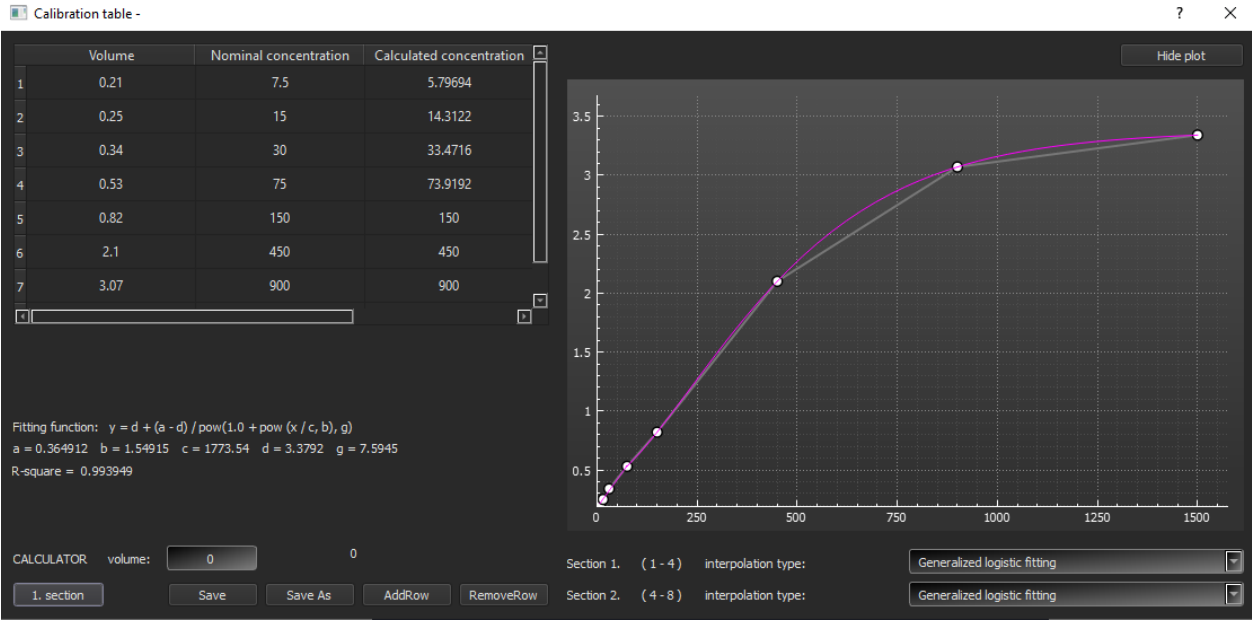 Calibration table -
? ×
Hide plot
Volume Nominal concentration Calculated concentration
1 0.21 7.5 5.79694
2 0.25 15 14.3122
3 0.34 30 33.4716
4 0.53 75 73.9192
5 0.82 150 150
6 2.1 450 450
7 3.07 900 900
3.5
3
2.5
2
1.5
1
0.5
0 250 500 750 1000 1250 1500
Fitting function: y = d + (a - d) / pow(1.0 + pow (x / c, b), g)
a = 0.364912 b = 1.54915 c = 1773.54 d = 3.3792 g = 7.5945
R-square = 0.993949
CALCULATOR volume: 0 0
1. section Save Save As AddRow RemoveRow
Section 1. ( 1 - 4 ) interpolation type: Generalized logistic fitting
Section 2. ( 4 - 8 ) interpolation type: Generalized logistic fitting